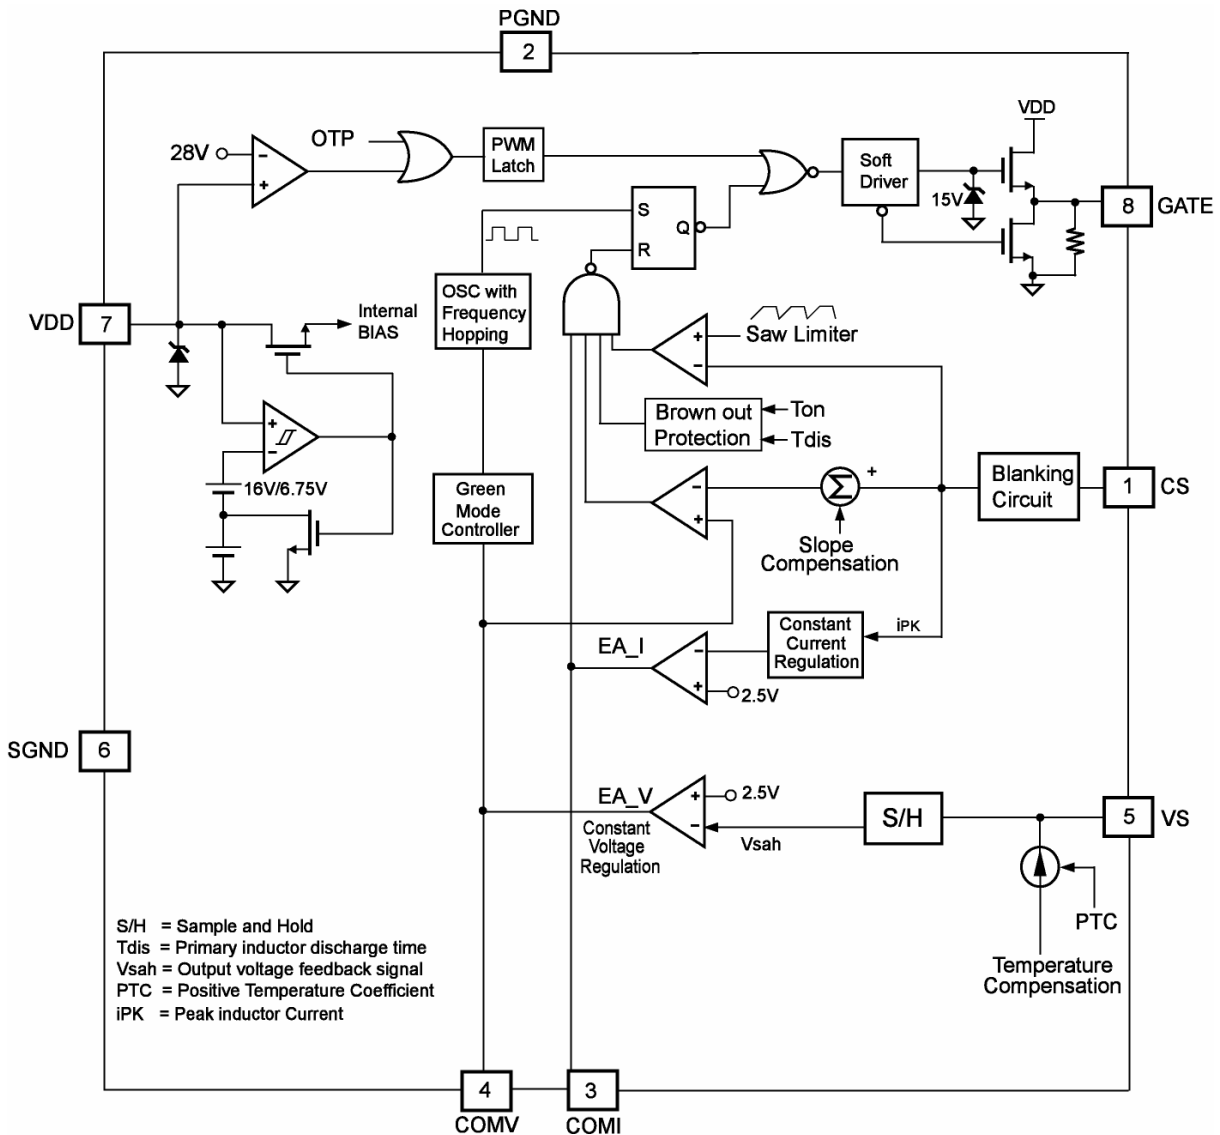 PGND
2
VDD
28V
−
+
OTP
PWM
Latch
Soft
Driver
15V
8
GATE
S
Q
R
OSC with
Frequency
Hopping
VDD
7
Internal
BIAS
+
−
Saw Limiter
Brown out
Protection
Ton
Tdis
+
−
16V/6.75V
Green
Mode
Controller
−
+
Σ
+
Slope
Compensation
Blanking
Circuit
1
CS
Constant
Current
Regulation
iPK
EA_I
−
+
2.5V
SGND
6
EA_V
Constant
Voltage
Regulation
+
−
2.5V
Vsah
S/H
5
VS
PTC
Temperature
Compensation
S/H = Sample and Hold
Tdis = Primary inductor discharge time
Vsah = Output voltage feedback signal
PTC = Positive Temperature Coefficient
iPK = Peak inductor Current
4
COMV
3
COMI